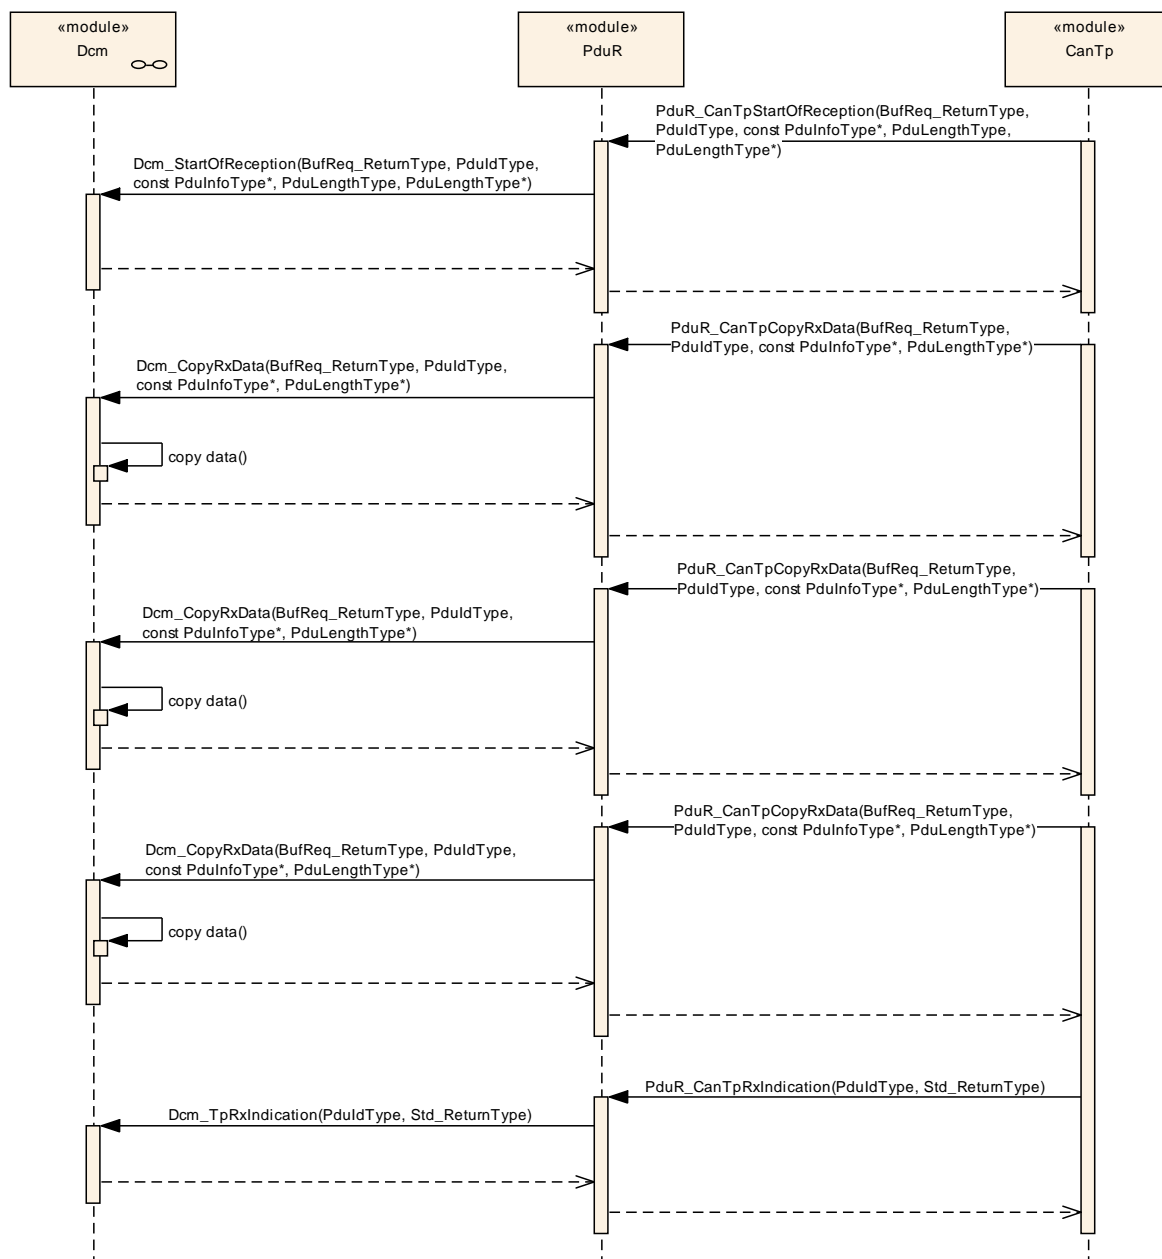 «module»
Dcm
«module»
PduR
«module»
CanTp
PduR_CanTpStartOfReception(BufReq_ReturnType,
PduIdType, const PduInfoType*, PduLengthType,
PduLengthType*)
Dcm_StartOfReception(BufReq_ReturnType, PduIdType,
const PduInfoType*, PduLengthType, PduLengthType*)
PduR_CanTpCopyRxData(BufReq_ReturnType,
PduIdType, const PduInfoType*, PduLengthType*)
Dcm_CopyRxData(BufReq_ReturnType, PduIdType,
const PduInfoType*, PduLengthType*)
copy data()
PduR_CanTpCopyRxData(BufReq_ReturnType,
PduIdType, const PduInfoType*, PduLengthType*)
Dcm_CopyRxData(BufReq_ReturnType, PduIdType,
const PduInfoType*, PduLengthType*)
copy data()
PduR_CanTpCopyRxData(BufReq_ReturnType,
PduIdType, const PduInfoType*, PduLengthType*)
Dcm_CopyRxData(BufReq_ReturnType, PduIdType,
const PduInfoType*, PduLengthType*)
copy data()
PduR_CanTpRxIndication(PduIdType, Std_ReturnType)
Dcm_TpRxIndication(PduIdType, Std_ReturnType)